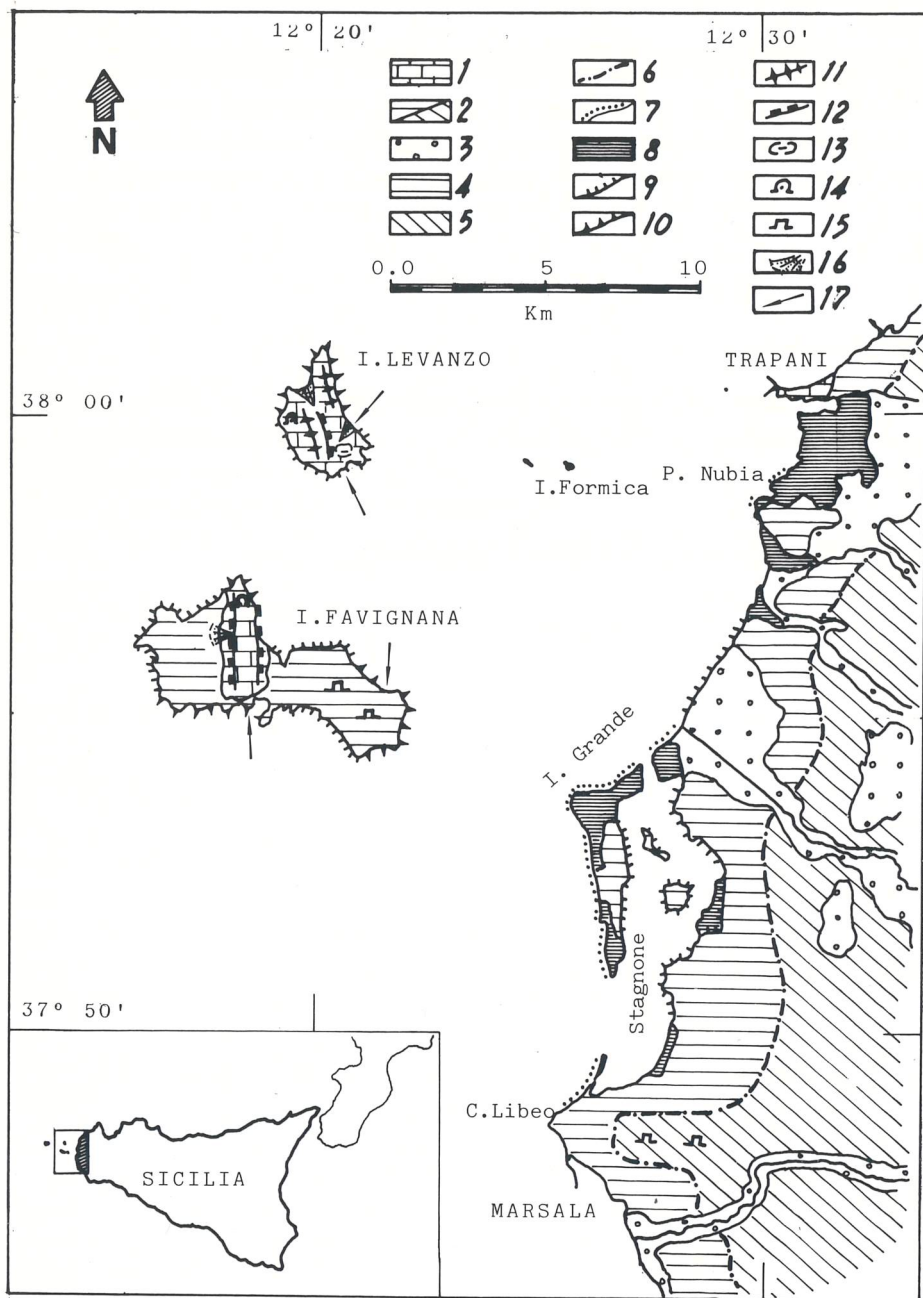 12° 20'
12° 30'
N
1
2
3
4
5
6
7
8
9
10
11
12
13
14
15
16
17
0.0 5 10
Km
I.LEVANZO
TRAPANI
38° 00'
I.Formica
P. Nubia
I.FAVIGNANA
I. Grande
Stagnone
37° 50'
C.Libeo
SICILIA
MARSALA